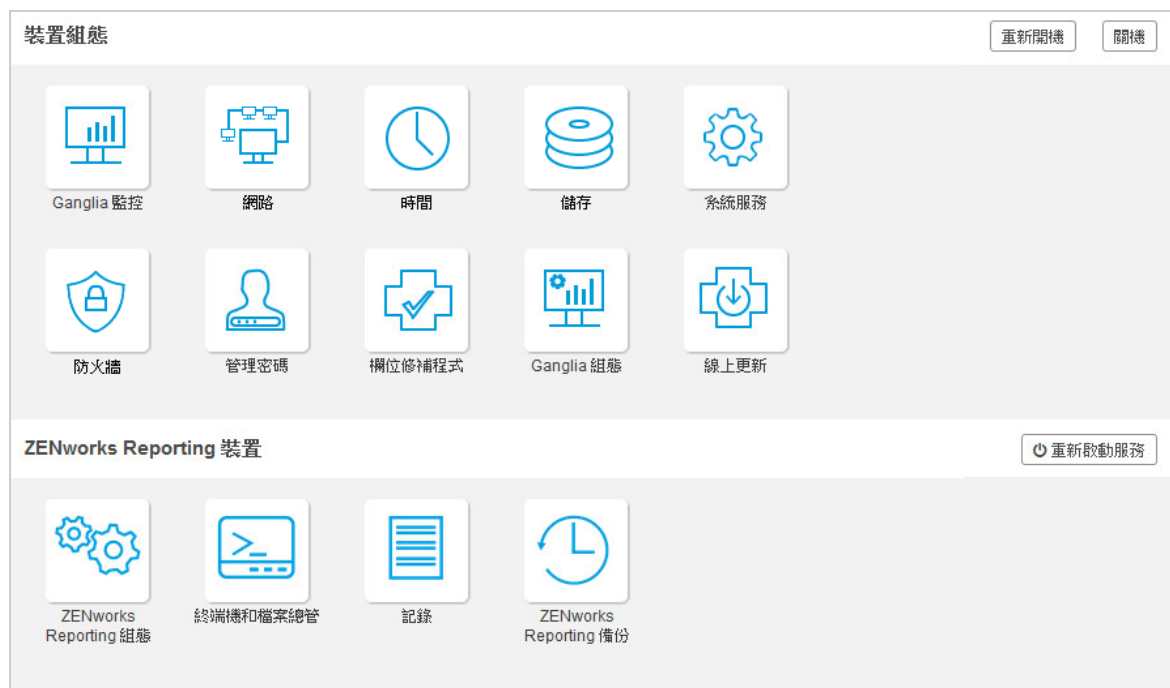 裝置組態
重新開機 關機
Ganglia 監控 網路 時間 儲存 系統服務
防火牆 管理密碼 欄位修補程式 Ganglia 組態 線上更新
ZENworks Reporting 裝置
重新啟動服務
ZENworks
Reporting 組態
終端機和檔案總管
記錄
ZENworks
Reporting 備份